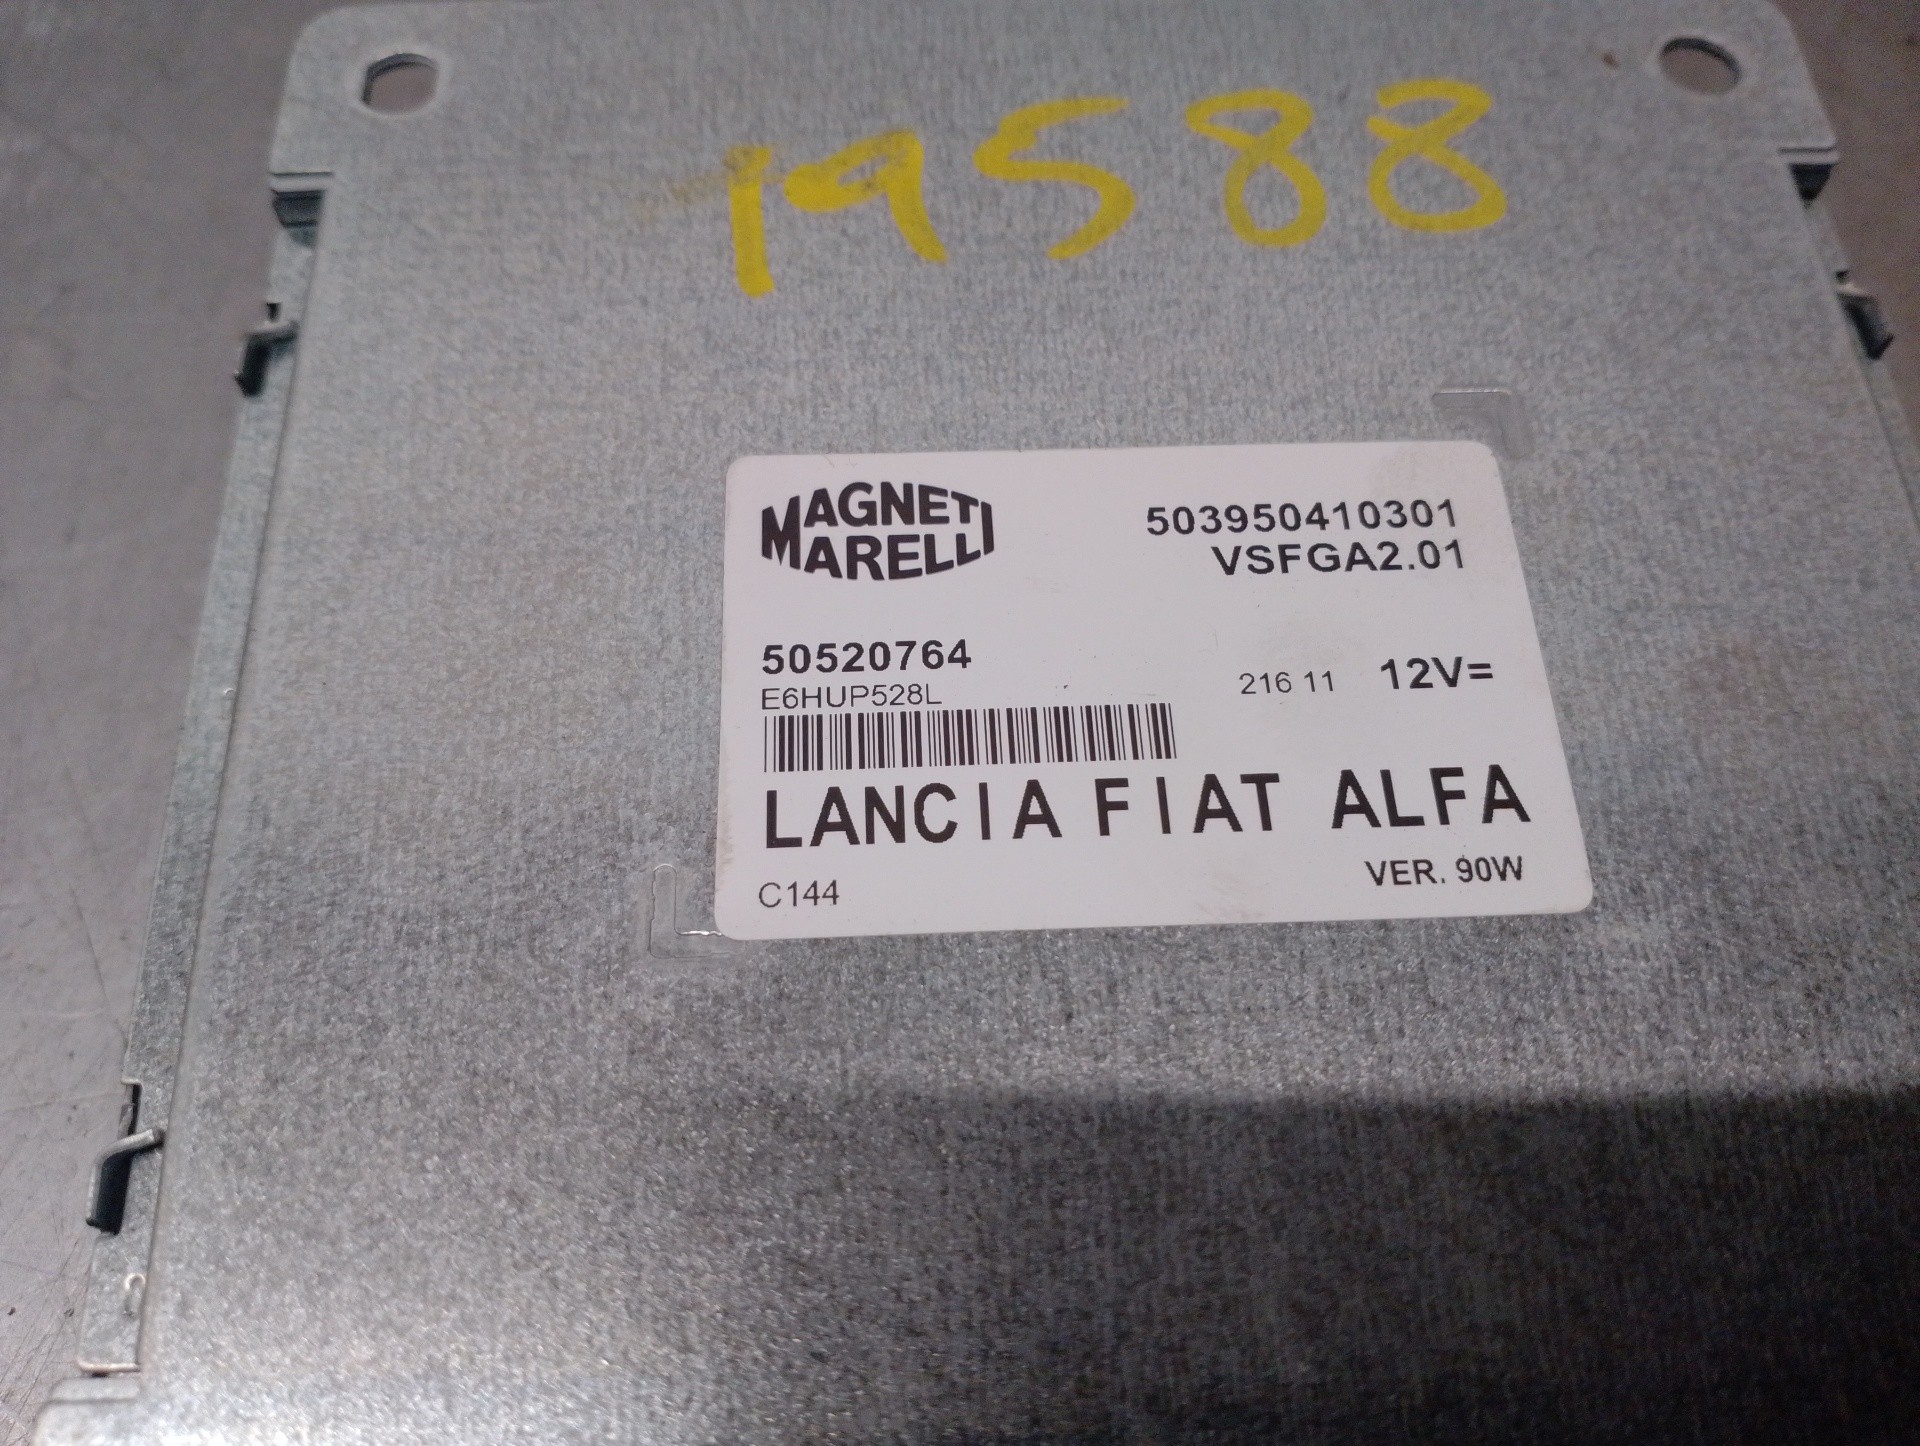 19588
MAGNETI
MARELLI
503950410301
VSFGA2.01
50520764
E6HUP528L
216 11 12V=
LANCIA FIAT ALFA
C144
VER. 90W